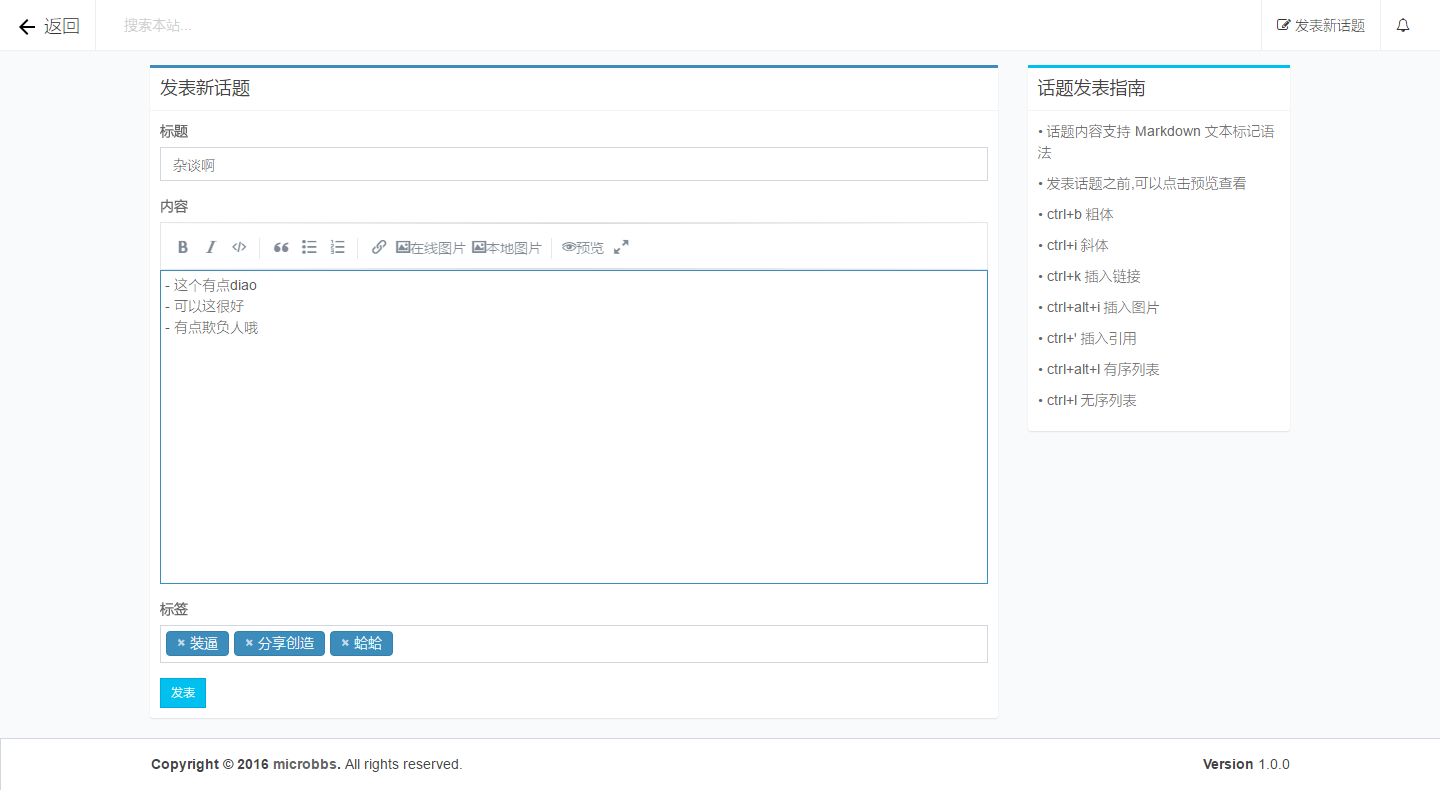 返回
搜索本站...
发表新话题
发表新话题
标题
杂谈啊
内容
在线图片 本地图片 预览
- 这个有点diao
- 可以这很好
- 有点欺负人哦
标签
× 装逼 × 分享创造 × 蛤蛤
发表
话题发表指南
• 话题内容支持 Markdown 文本标记语
法
• 发表话题之前,可以点击预览查看
• ctrl+b 粗体
• ctrl+i 斜体
• ctrl+k 插入链接
• ctrl+alt+i 插入图片
• ctrl+' 插入引用
• ctrl+alt+l 有序列表
• ctrl+l 无序列表
Copyright © 2016 microbbs. All rights reserved.
Version 1.0.0